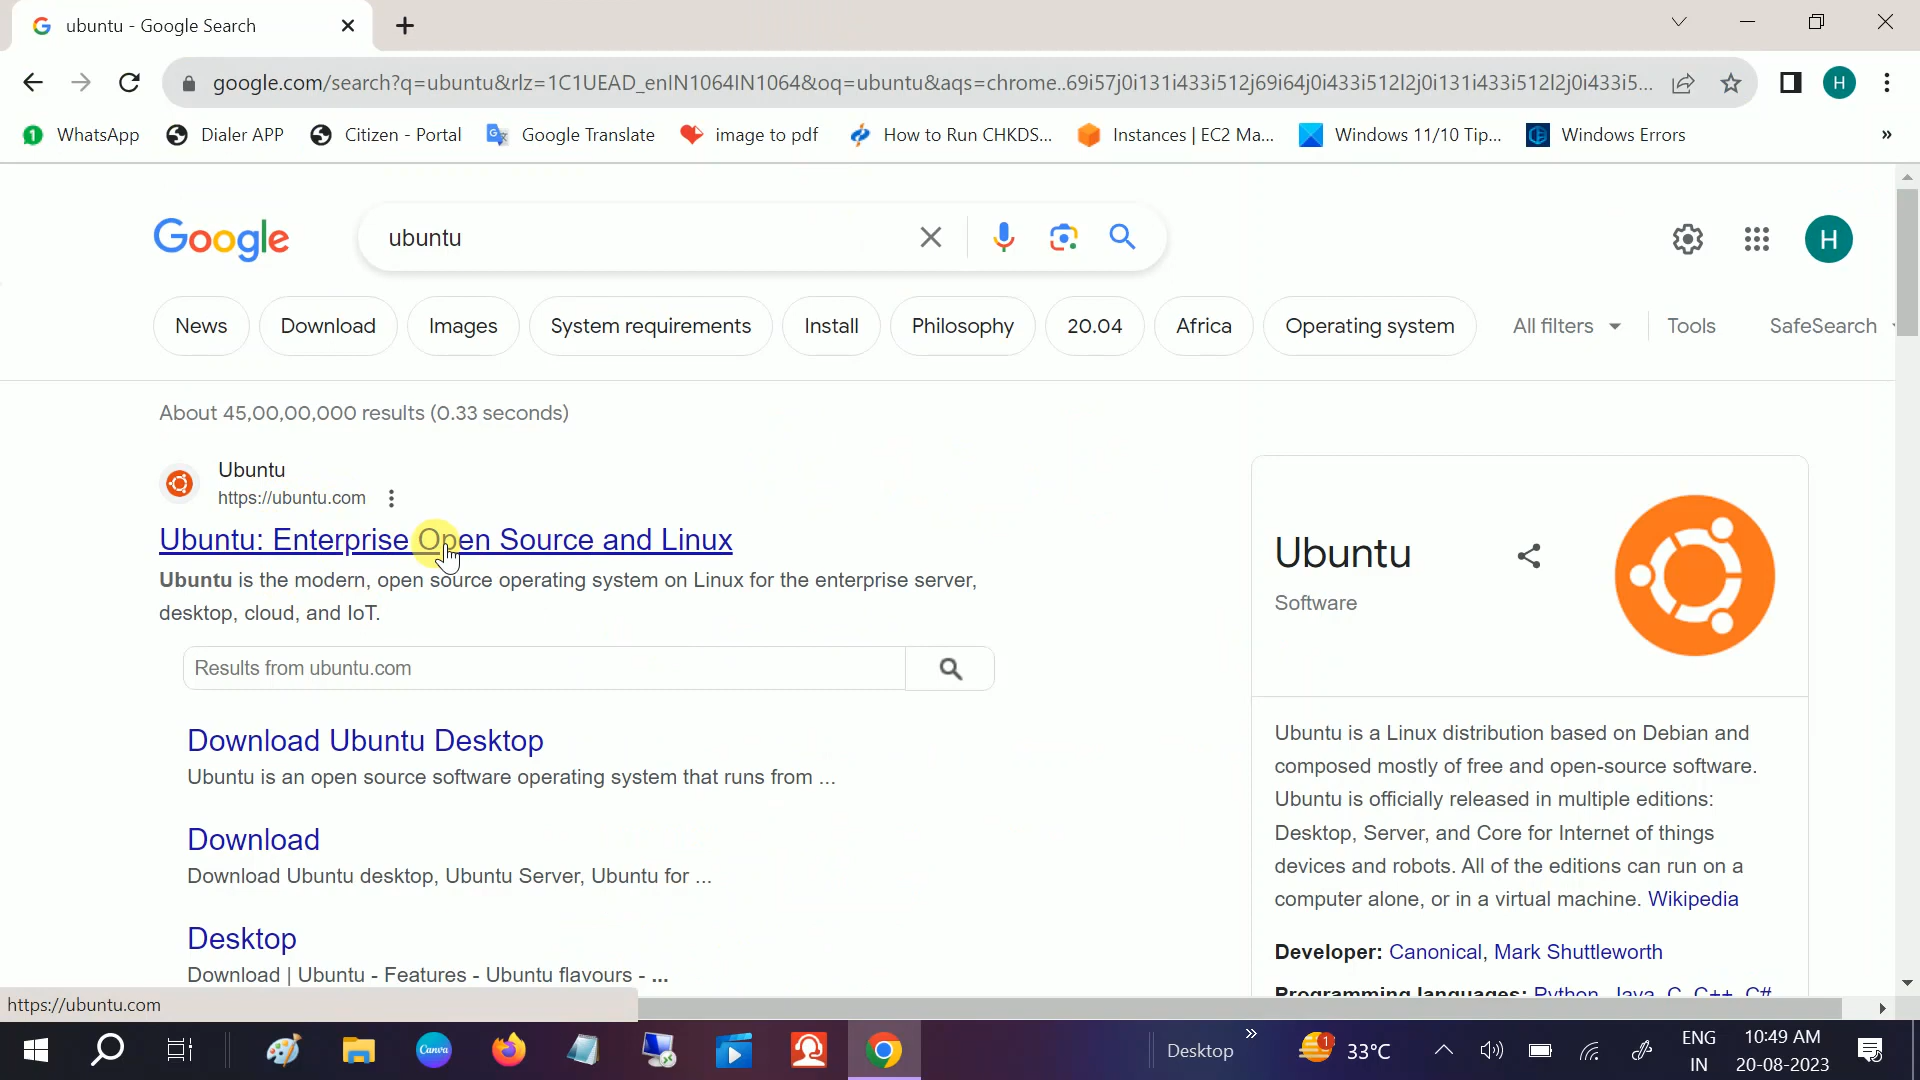 ubuntu - Google Search
google.com/search?q=ubuntu&rlz=1C1UEAD_enIN1064IN1064&oq=ubuntu&aqs=chrome..69i57j0i131i433i512j69i64j0i433i512l2j0i131i433i512l2j0i433i5...
H
1 WhatsApp Dialer APP Citizen - Portal Google Translate image to pdf How to Run CHKDS... Instances | EC2 Ma... Windows 11/10 Tip... Windows Errors »
Google
ubuntu
H
News Download Images System requirements Install Philosophy 20.04 Africa Operating system All filters Tools SafeSearch
About 45,00,00,000 results (0.33 seconds)
Ubuntu
https://ubuntu.com
Ubuntu: Enterprise Open Source and Linux
Ubuntu is the modern, open source operating system on Linux for the enterprise server,
desktop, cloud, and IoT.
Results from ubuntu.com
Download Ubuntu Desktop
Ubuntu is an open source software operating system that runs from ...
Download
Download Ubuntu desktop, Ubuntu Server, Ubuntu for ...
Desktop
Download | Ubuntu - Features - Ubuntu flavours - ...
Ubuntu
Software
Ubuntu is a Linux distribution based on Debian and
composed mostly of free and open-source software.
Ubuntu is officially released in multiple editions:
Desktop, Server, and Core for Internet of things
devices and robots. All of the editions can run on a
computer alone, or in a virtual machine. Wikipedia
Developer: Canonical, Mark Shuttleworth
Programming languages: Python, Java, C, C++, C#
https://ubuntu.com
Canva
Desktop »
1 33°C
ENG
IN
10:49 AM
20-08-2023